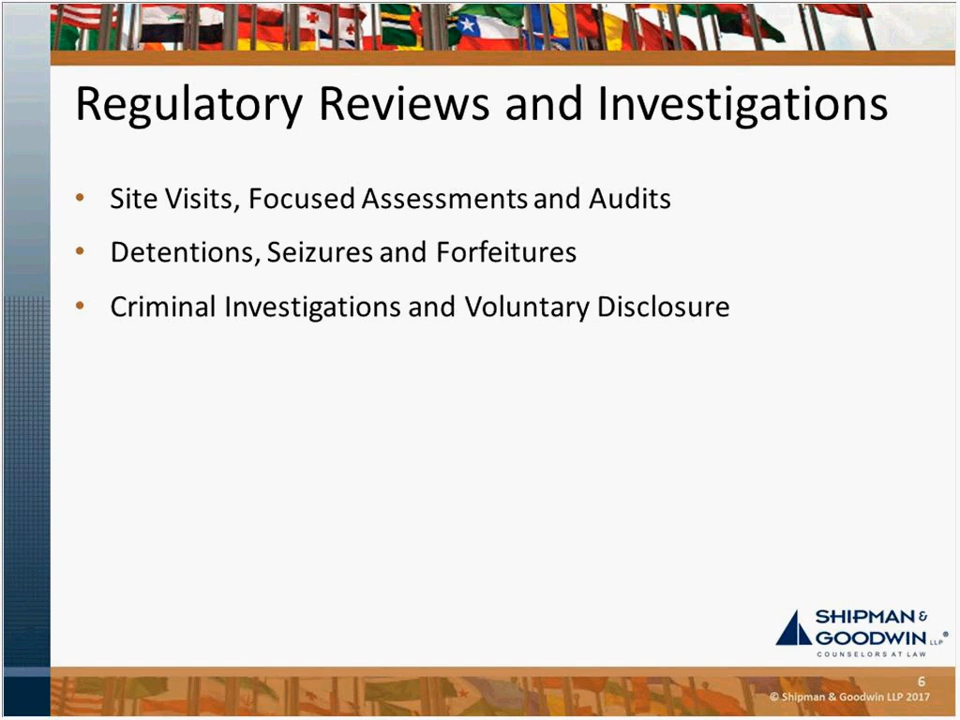 Regulatory Reviews and Investigations
• Site Visits, Focused Assessments and Audits
• Detentions, Seizures and Forfeitures
• Criminal Investigations and Voluntary Disclosure
SHIPMAN &
GOODWIN LLP®
COUNSELORS AT LAW
6
© Shipman & Goodwin LLP 2017